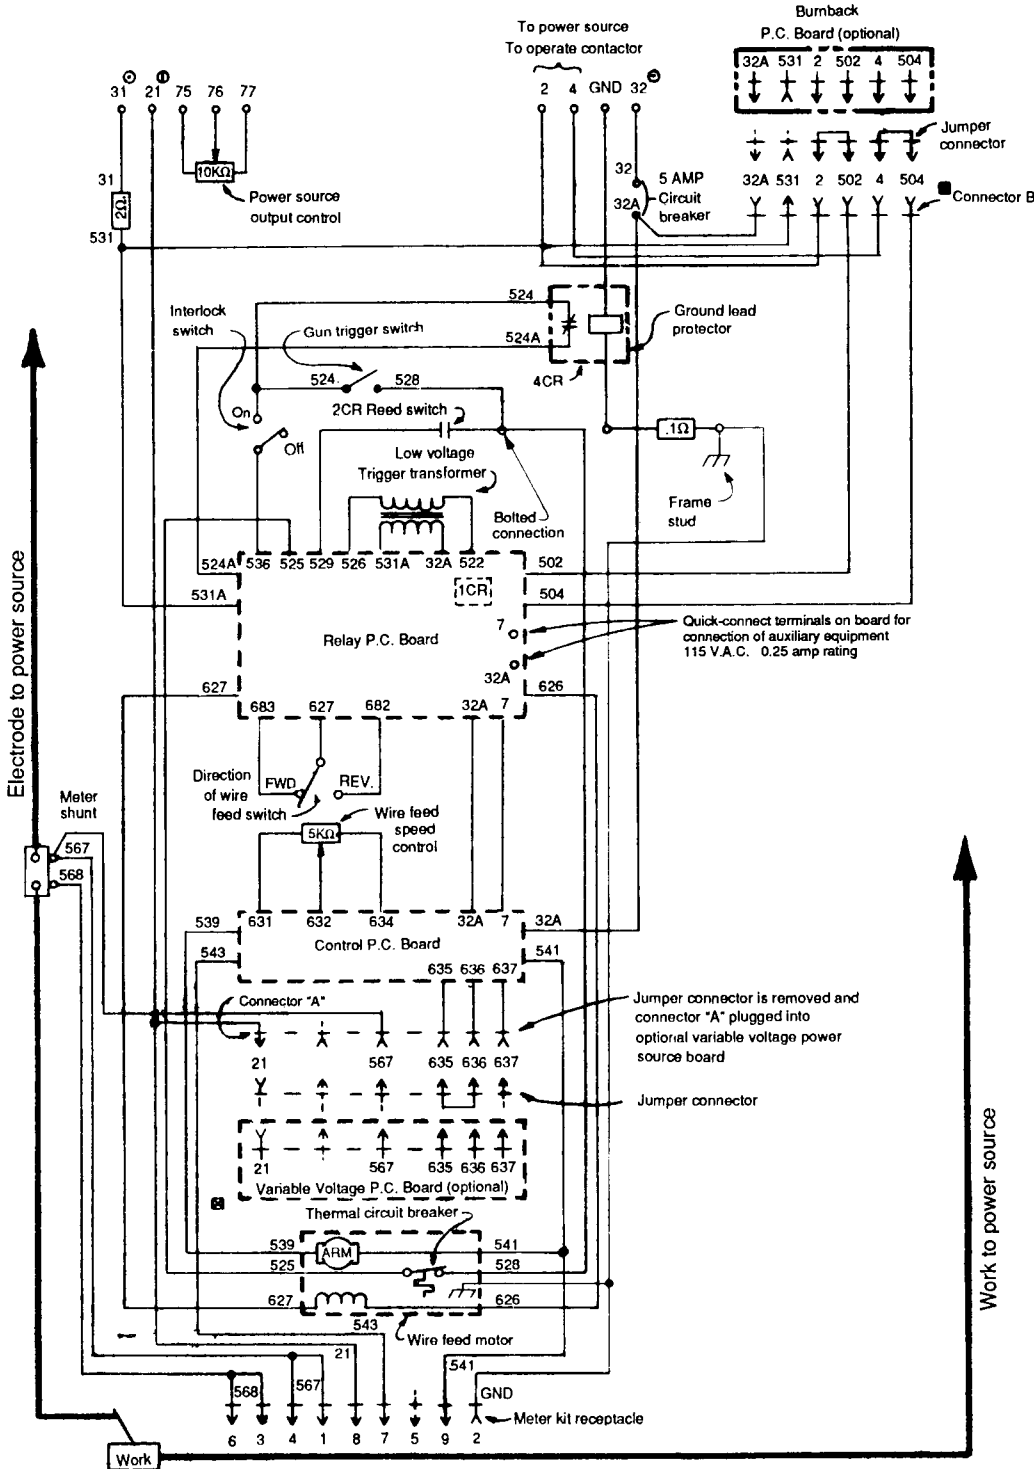 Burnback
P.C. Board (optional)
To power source
To operate contactor
32A 531 2 502 4 504
31 21 75 76 77
2 4 GND 32
Jumper
connector
10KΩ
31
2Ω
Power source
output control
531
32
5 AMP
Circuit
breaker
32A
32A 531 2 502 4 504
Connector B
524
Interlock
switch
Gun trigger switch
524A
Ground lead
protector
4CR
524 528
On
Off
2CR Reed switch
.1Ω
Low voltage
Trigger transformer
Frame
stud
Bolted
connection
524A 536 525 529 526 531A 32A 522 502
1CR
531A 504
Relay P.C. Board
7
32A
Quick-connect terminals on board for
connection of auxiliary equipment
115 V.A.C. 0.25 amp rating
627 626
683 627 682 32A 7
Electrode to power source
Direction
of wire
feed switch
FWD REV.
Meter
shunt
5KΩ
Wire feed
speed
control
567
568
539 631 632 634 32A 7 32A
Control P.C. Board
543 541
635 636 637
Connector "A"
Jumper connector is removed and
connector "A" plugged into
optional variable voltage power
source board
21 567 635 636 637
Jumper connector
21 567 635 636 637
Variable Voltage P.C. Board (optional)
Thermal circuit breaker
539 ARM 541
525 528
627 626
543
Wire feed motor
21 541
568 567 GND
Meter kit receptacle
6 3 4 1 8 7 5 9 2
Work
Work to power source